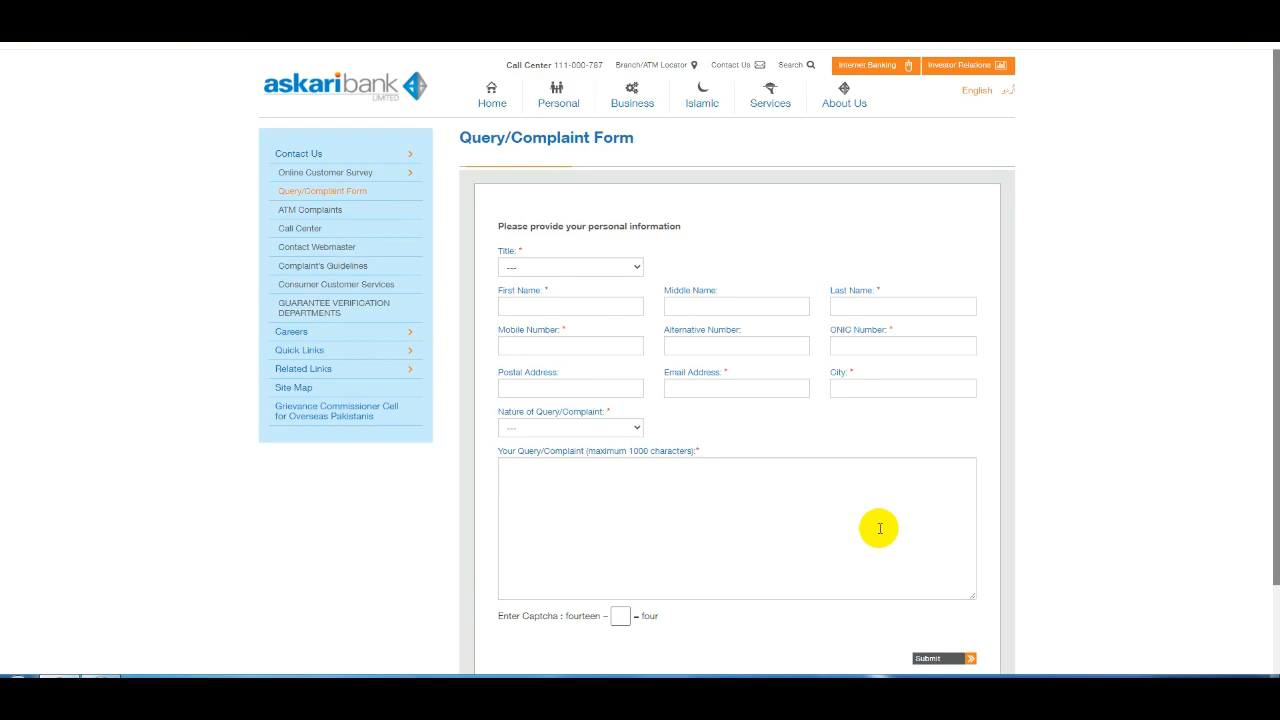 Call Center 111-000-787 Branch/ATM Locator Contact Us Search Internet Banking Investor Relations
askaribank
LIMITED
Home Personal Business Islamic Services About Us
English اُردُو
Contact Us
Online Customer Survey
Query/Complaint Form
ATM Complaints
Call Center
Contact Webmaster
Complaint's Guidelines
Consumer Customer Services
GUARANTEE VERIFICATION
DEPARTMENTS
Careers
Quick Links
Related Links
Site Map
Grievance Commissioner Cell
for Overseas Pakistanis
Query/Complaint Form
Please provide your personal information
Title: *
---
First Name: * Middle Name: Last Name: *
Mobile Number: * Alternative Number: CNIC Number: *
Postal Address: Email Address: * City: *
Nature of Query/Complaint: *
---
Your Query/Complaint (maximum 1000 characters):*
Enter Captcha : fourteen − = four
Submit